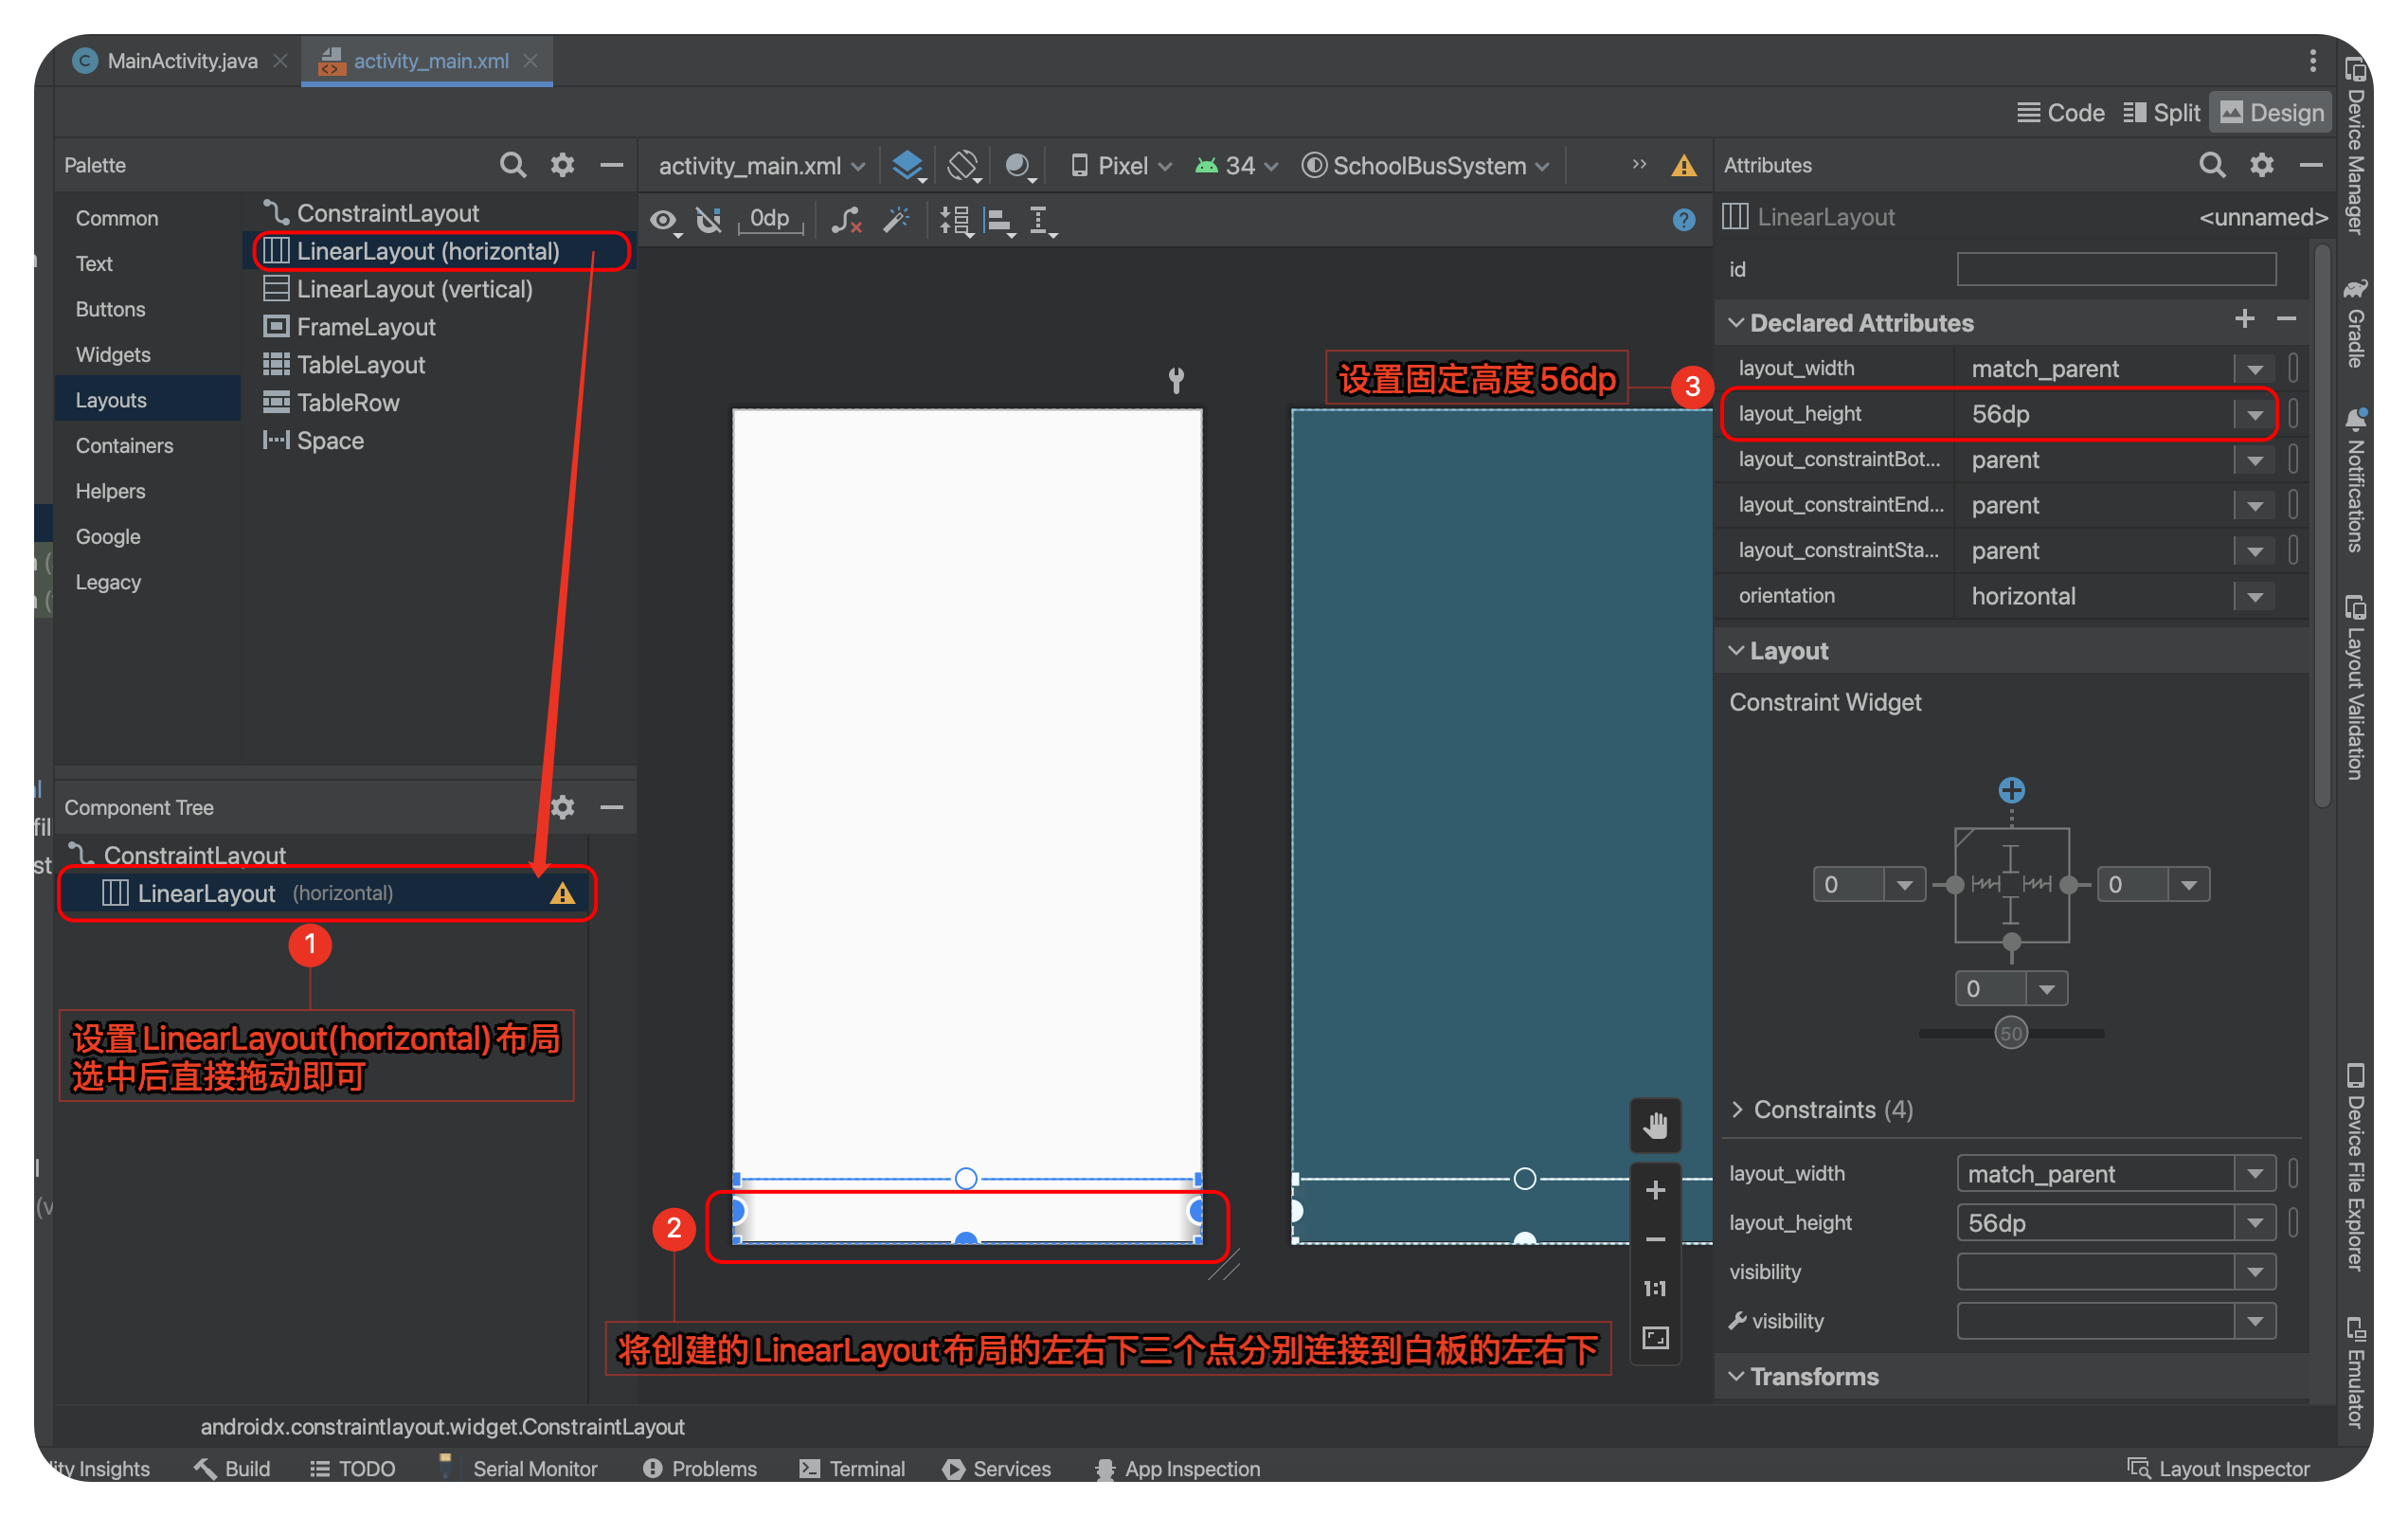 MainActivity.java
activity_main.xml
Code
Split
Design
Palette
Common
Text
Buttons
Widgets
Layouts
Containers
Helpers
Google
Legacy
ConstraintLayout
LinearLayout (horizontal)
LinearLayout (vertical)
FrameLayout
TableLayout
TableRow
Space
activity_main.xml
Pixel
34
SchoolBusSystem
0dp
Component Tree
ConstraintLayout
LinearLayout (horizontal)
1
设置LinearLayout(horizontal)布局
选中后直接拖动即可
2
将创建的LinearLayout布局的左右下三个点分别连接到白板的左右下
设置固定高度56dp
3
1:1
Attributes
LinearLayout
<unnamed>
id
Declared Attributes
layout_width match_parent
layout_height 56dp
layout_constraintBot... parent
layout_constraintEnd... parent
layout_constraintSta... parent
orientation horizontal
Layout
Constraint Widget
0
0
0
50
Constraints (4)
layout_width match_parent
layout_height 56dp
visibility
visibility
Transforms
Device Manager
Gradle
Notifications
Layout Validation
Device File Explorer
Emulator
androidx.constraintlayout.widget.ConstraintLayout
Insights
Build
TODO
Serial Monitor
Problems
Terminal
Services
App Inspection
Layout Inspector